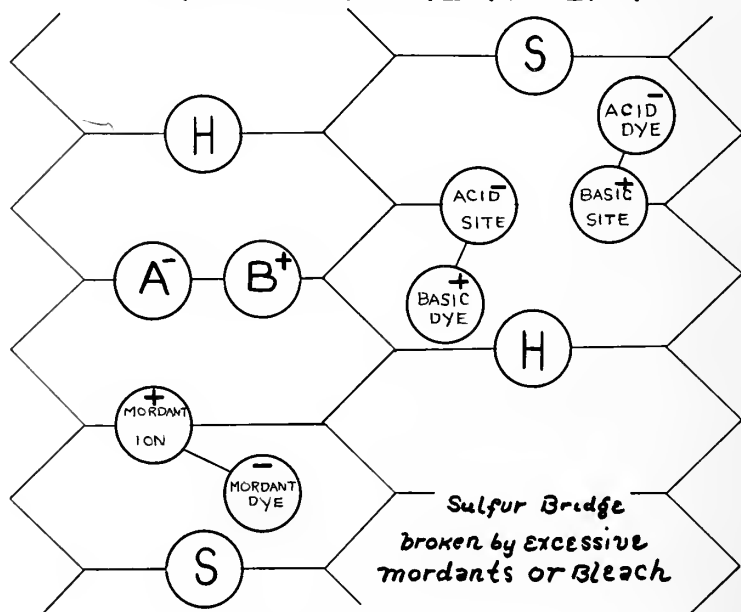 S
ACID⁻
DYE
H
ACID⁻
SITE
BASIC⁺
SITE
A⁻
B⁺
+
BASIC
DYE
H
+
MORDANT
ION
−
MORDANT
DYE
Sulfur Bridge
broken by Excessive
mordants or Bleach
S